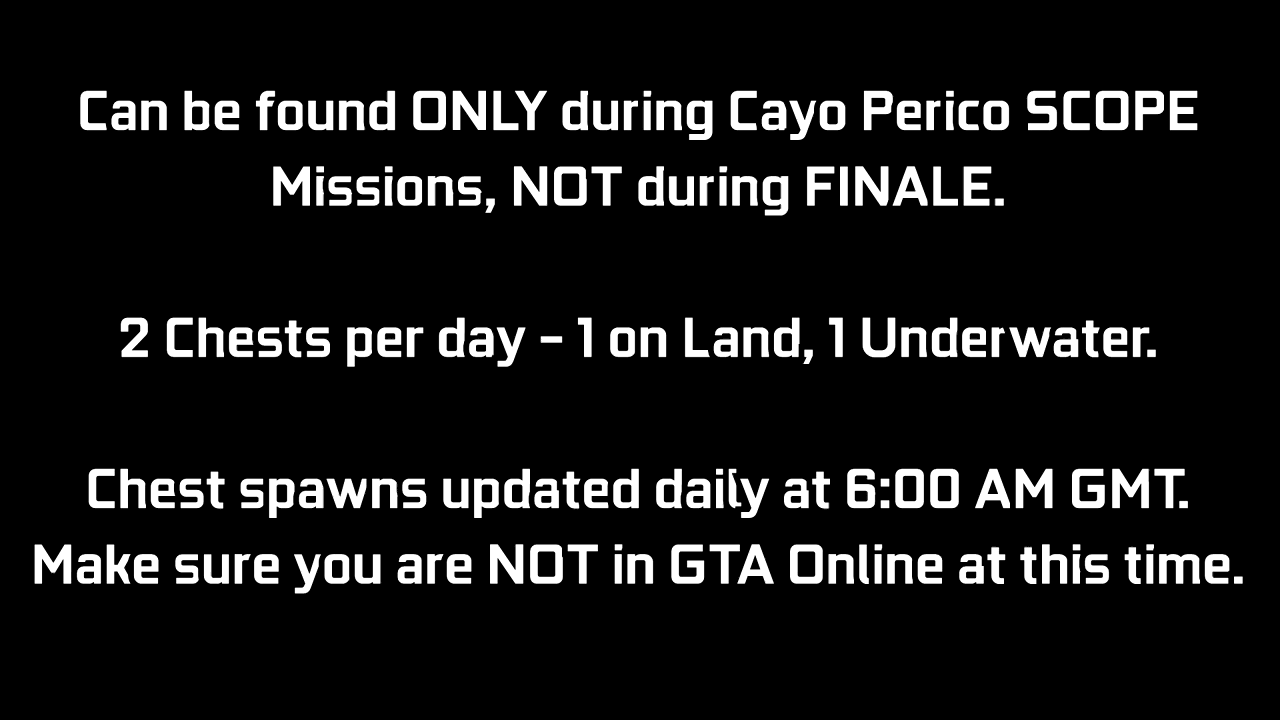 Can be found ONLY during Cayo Perico SCOPE
Missions, NOT during FINALE.
2 Chests per day - 1 on Land, 1 Underwater.
Chest spawns updated daily at 6:00 AM GMT.
Make sure you are NOT in GTA Online at this time.